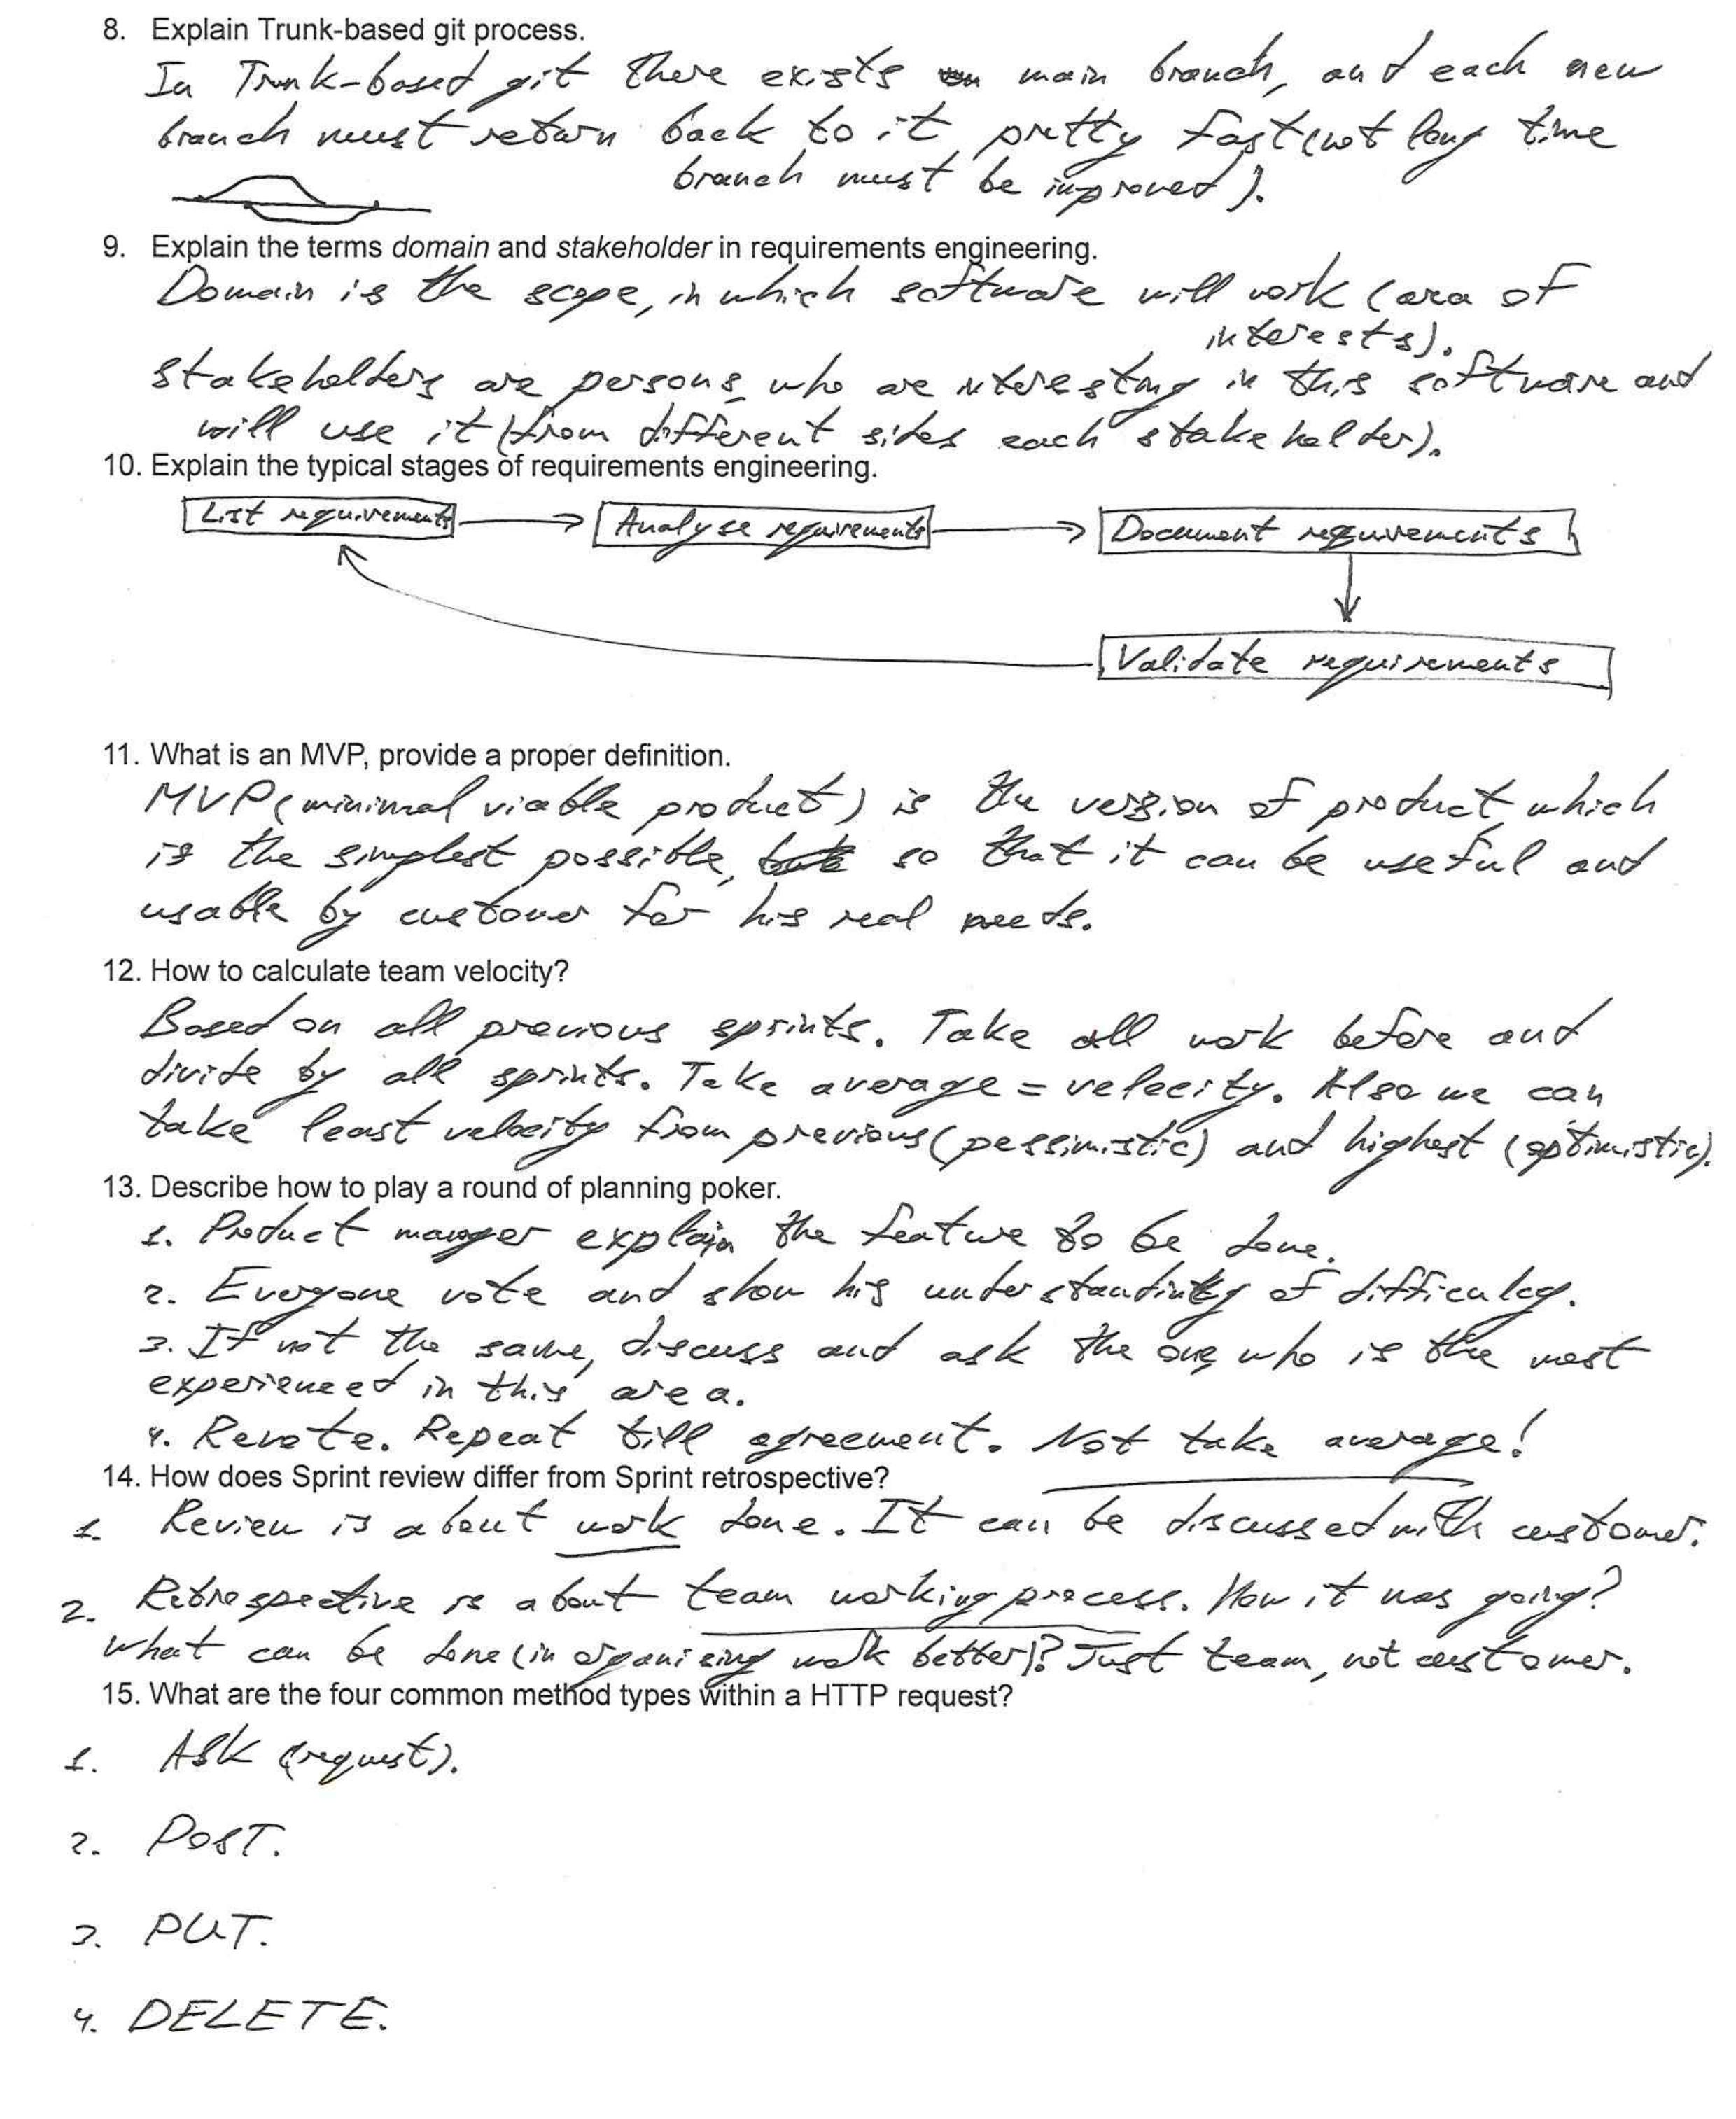 8. Explain Trunk-based git process.
In Trunk-based git there exists main branch, and each new
branch must return back to it pretty fast (not long time
branch must be improved).
9. Explain the terms domain and stakeholder in requirements engineering.
Domain is the scope, in which software will work (area of
interests).
Stakeholders are persons, who are interesting in this software and
will use it (from different sides each stakeholder).
10. Explain the typical stages of requirements engineering.
List requirements
Analyse requirements
Document requirements
Validate requirements
11. What is an MVP, provide a proper definition.
MVP (minimal viable product) is the version of product which
is the simplest possible, so that it can be useful and
usable by customer for his real needs.
12. How to calculate team velocity?
Based on all previous sprints. Take all work before and
divide by all sprints. Take average = velocity. Also we can
take least velocity from previous (pessimistic) and highest (optimistic).
13. Describe how to play a round of planning poker.
1. Product manager explain the feature to be done.
2. Everyone vote and show his understanding of difficulty.
3. If not the same, discuss and ask the one who is the most
experienced in this area.
4. Revote. Repeat till agreement. Not take average!
14. How does Sprint review differ from Sprint retrospective?
1. Review is about work done. It can be discussed with customer.
2. Retrospective is about team working process. How it was going?
What can be done (in organising work better)? Just team, not customer.
15. What are the four common method types within a HTTP request?
1. ASK (request).
2. POST.
3. PUT.
4. DELETE.